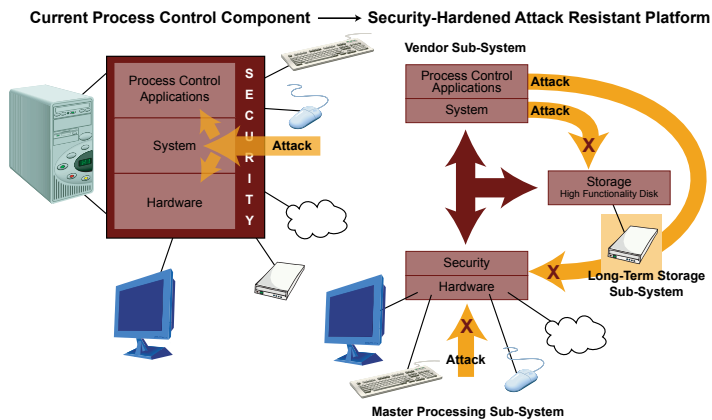 Current Process Control Component
Security-Hardened Attack Resistant Platform
Process Control
Applications
System
Hardware
SECURITY
Attack
Vendor Sub-System
Process Control
Applications
System
Attack
Attack
X
Storage
High Functionality Disk
X
Long-Term Storage
Sub-System
Security
Hardware
X
Attack
Master Processing Sub-System